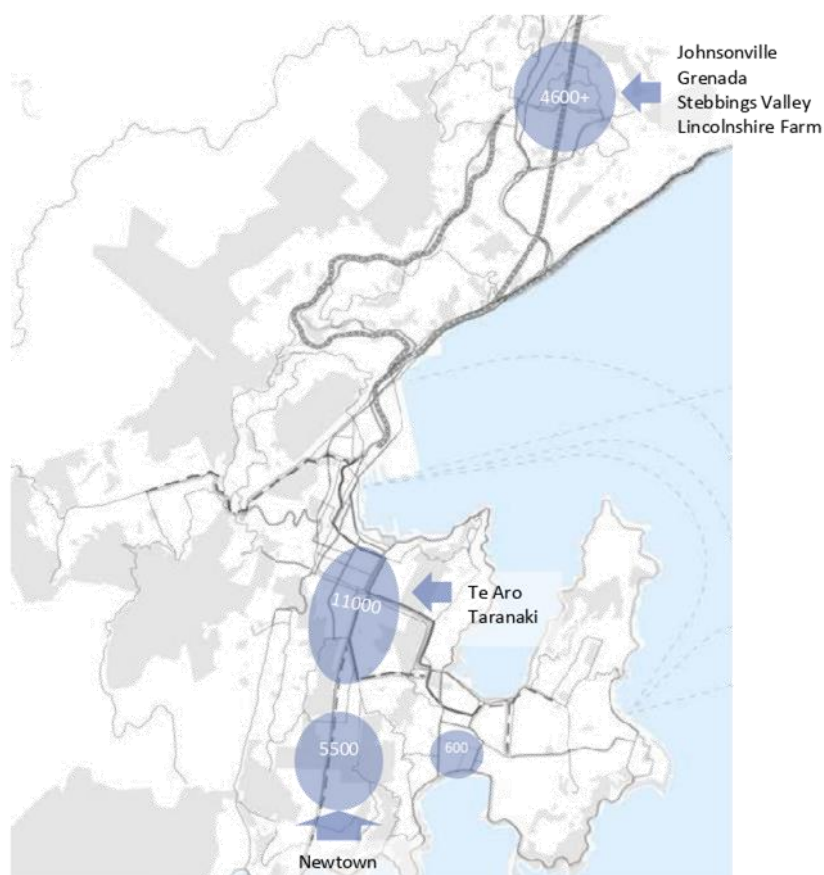 Johnsonville
Grenada
Stebbings Valley
Lincolnshire Farm
4600+
11000
Te Aro
Taranaki
5500
600
Newtown